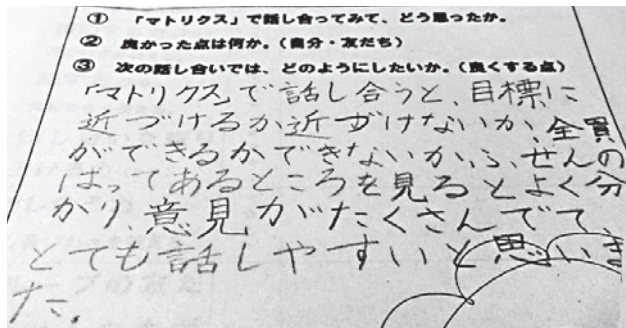 ① 「マトリクス」で話し合ってみて、どう思ったか。
② 良かった点は何か。（自分・友だち）
③ 次の話し合いでは、どのようにしたいか。（良くする点）
「マトリクス」で話し合うと、目標に
近づけるか近づけないか、全員
ができるができないか、ふせんの
はってあるところを見るとよく分
かり、意見がたくさんでて
とても話しやすいと思いま
た。